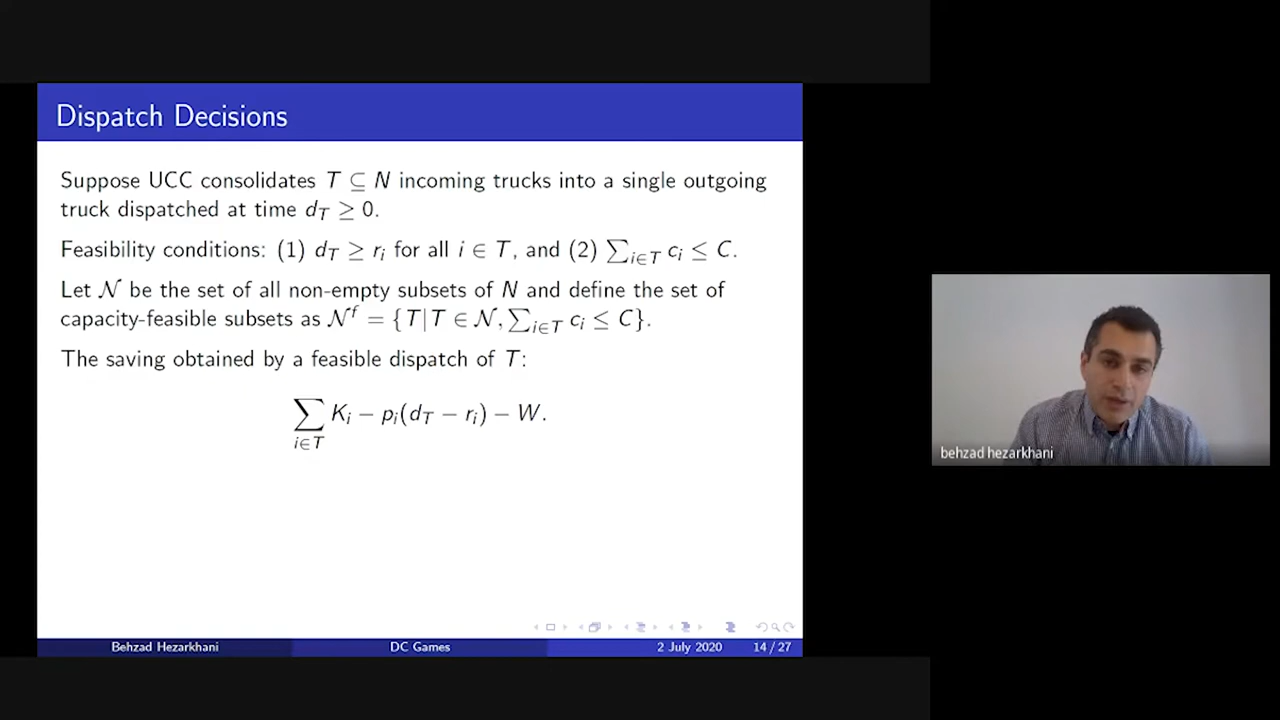 Dispatch Decisions
Suppose UCC consolidates T ⊆ N incoming trucks into a single outgoing
truck dispatched at time d_T ≥ 0.
Feasibility conditions: (1) d_T ≥ r_i for all i ∈ T, and (2) ∑_{i∈T} c_i ≤ C.
Let 𝒩 be the set of all non-empty subsets of N and define the set of
capacity-feasible subsets as 𝒩^f = {T|T ∈ 𝒩, ∑_{i∈T} c_i ≤ C}.
The saving obtained by a feasible dispatch of T:
∑_{i∈T} K_i − p_i(d_T − r_i) − W.
behzad hezarkhani
Behzad Hezarkhani DC Games 2 July 2020 14 / 27